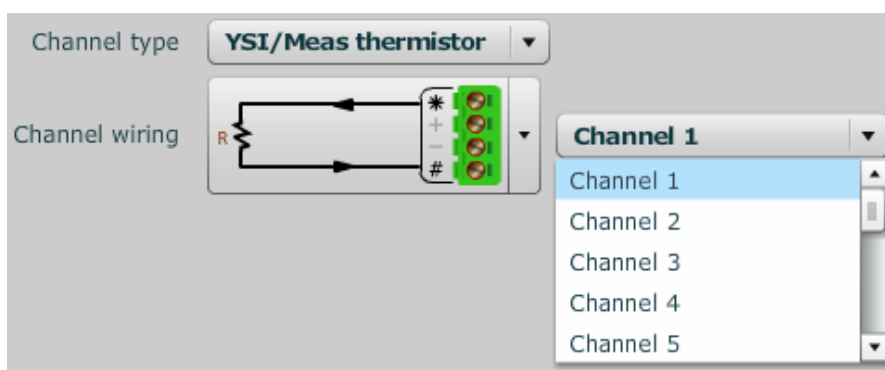 Channel type YSI/Meas thermistor
Channel wiring R * + - # Channel 1
Channel 1
Channel 2
Channel 3
Channel 4
Channel 5